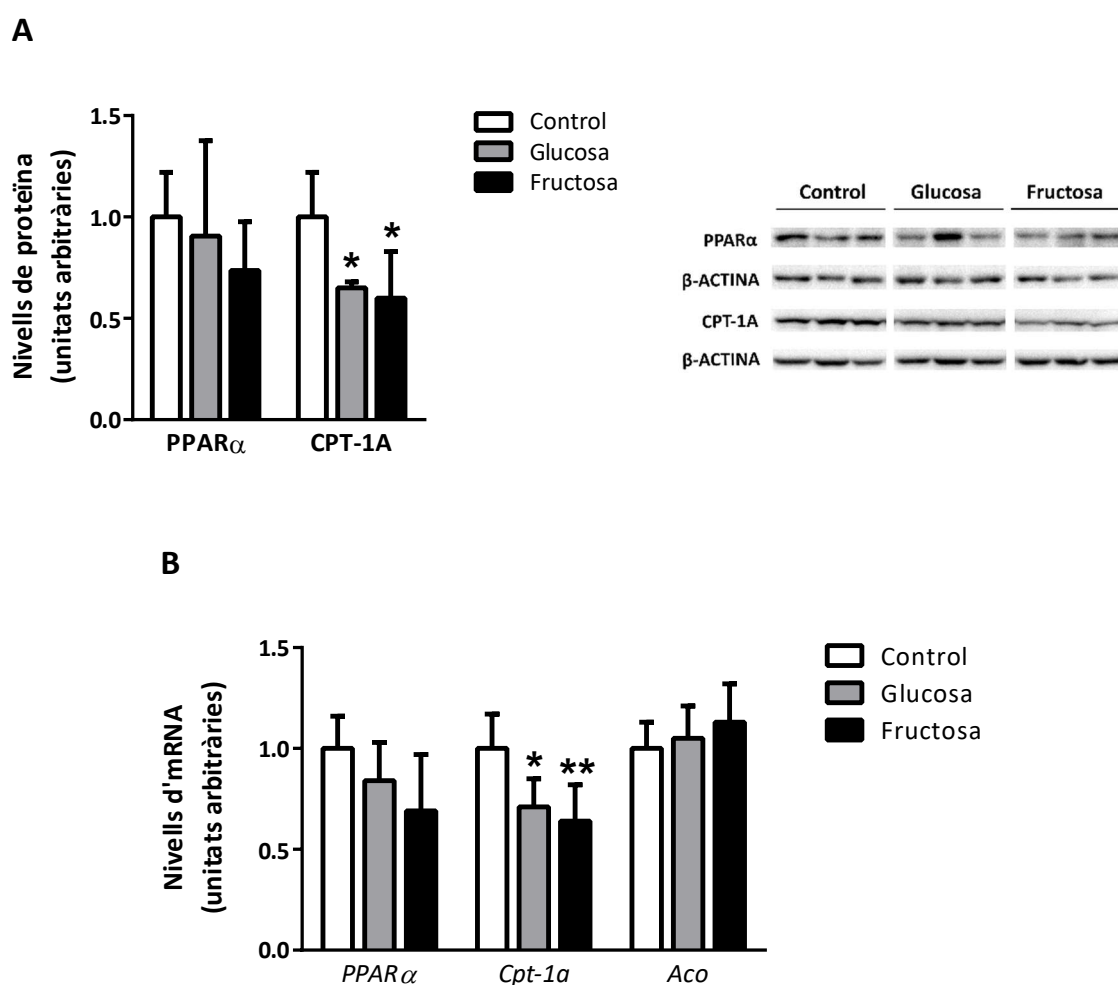 A
Nivells de proteïna
(unitats arbitràries)
1.5
1.0
0.5
0.0
*
*
PPARα
CPT-1A
Control
Glucosa
Fructosa
Control Glucosa Fructosa
PPARα
β-ACTINA
CPT-1A
β-ACTINA
B
Nivells d'mRNA
(unitats arbitràries)
1.5
1.0
0.5
0.0
*
**
PPARα
Cpt-1a
Aco
Control
Glucosa
Fructosa